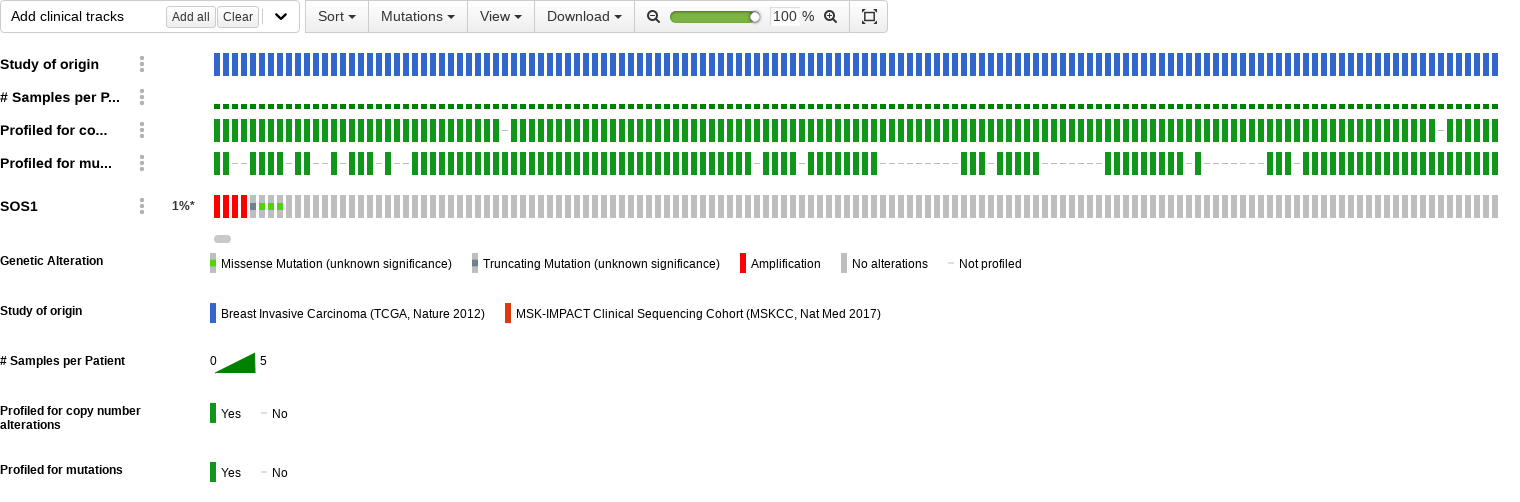 Add clinical tracks Add all Clear Sort Mutations View Download 100 %
Study of origin
# Samples per P...
Profiled for co...
Profiled for mu...
SOS1 1%*
Genetic Alteration Missense Mutation (unknown significance) Truncating Mutation (unknown significance) Amplification No alterations Not profiled
Study of origin Breast Invasive Carcinoma (TCGA, Nature 2012) MSK-IMPACT Clinical Sequencing Cohort (MSKCC, Nat Med 2017)
# Samples per Patient 0 5
Profiled for copy number Yes No
alterations
Profiled for mutations Yes No